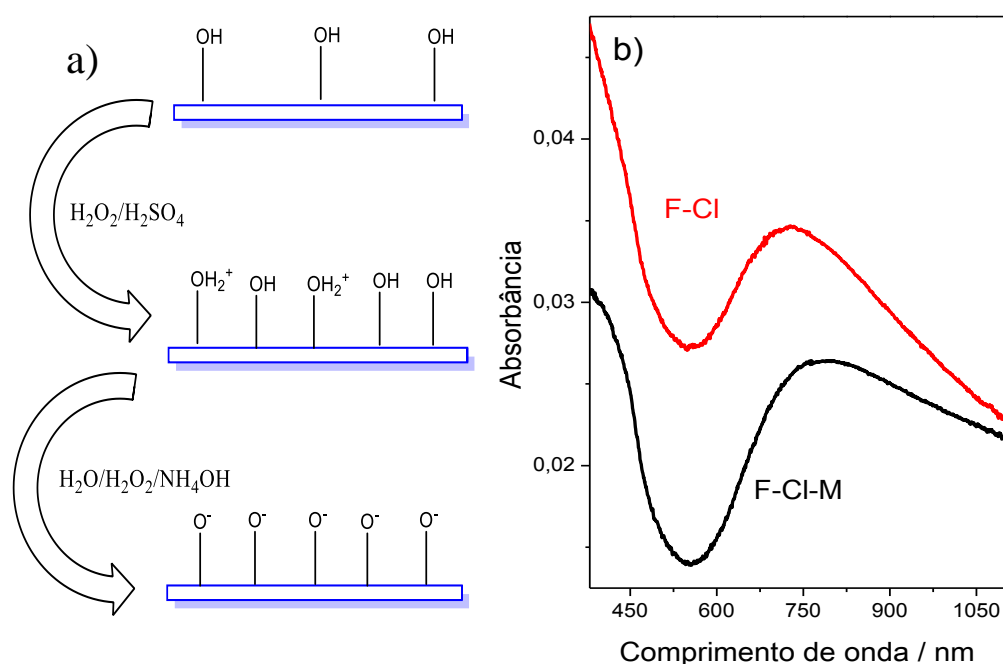 a)
OH OH OH
H₂O₂/H₂SO₄
OH₂⁺ OH OH₂⁺ OH OH
H₂O/H₂O₂/NH₄OH
O⁻ O⁻ O⁻ O⁻ O⁻
b)
Absorbância
0,04
0,03
0,02
F-Cl
F-Cl-M
450 600 750 900 1050
Comprimento de onda / nm